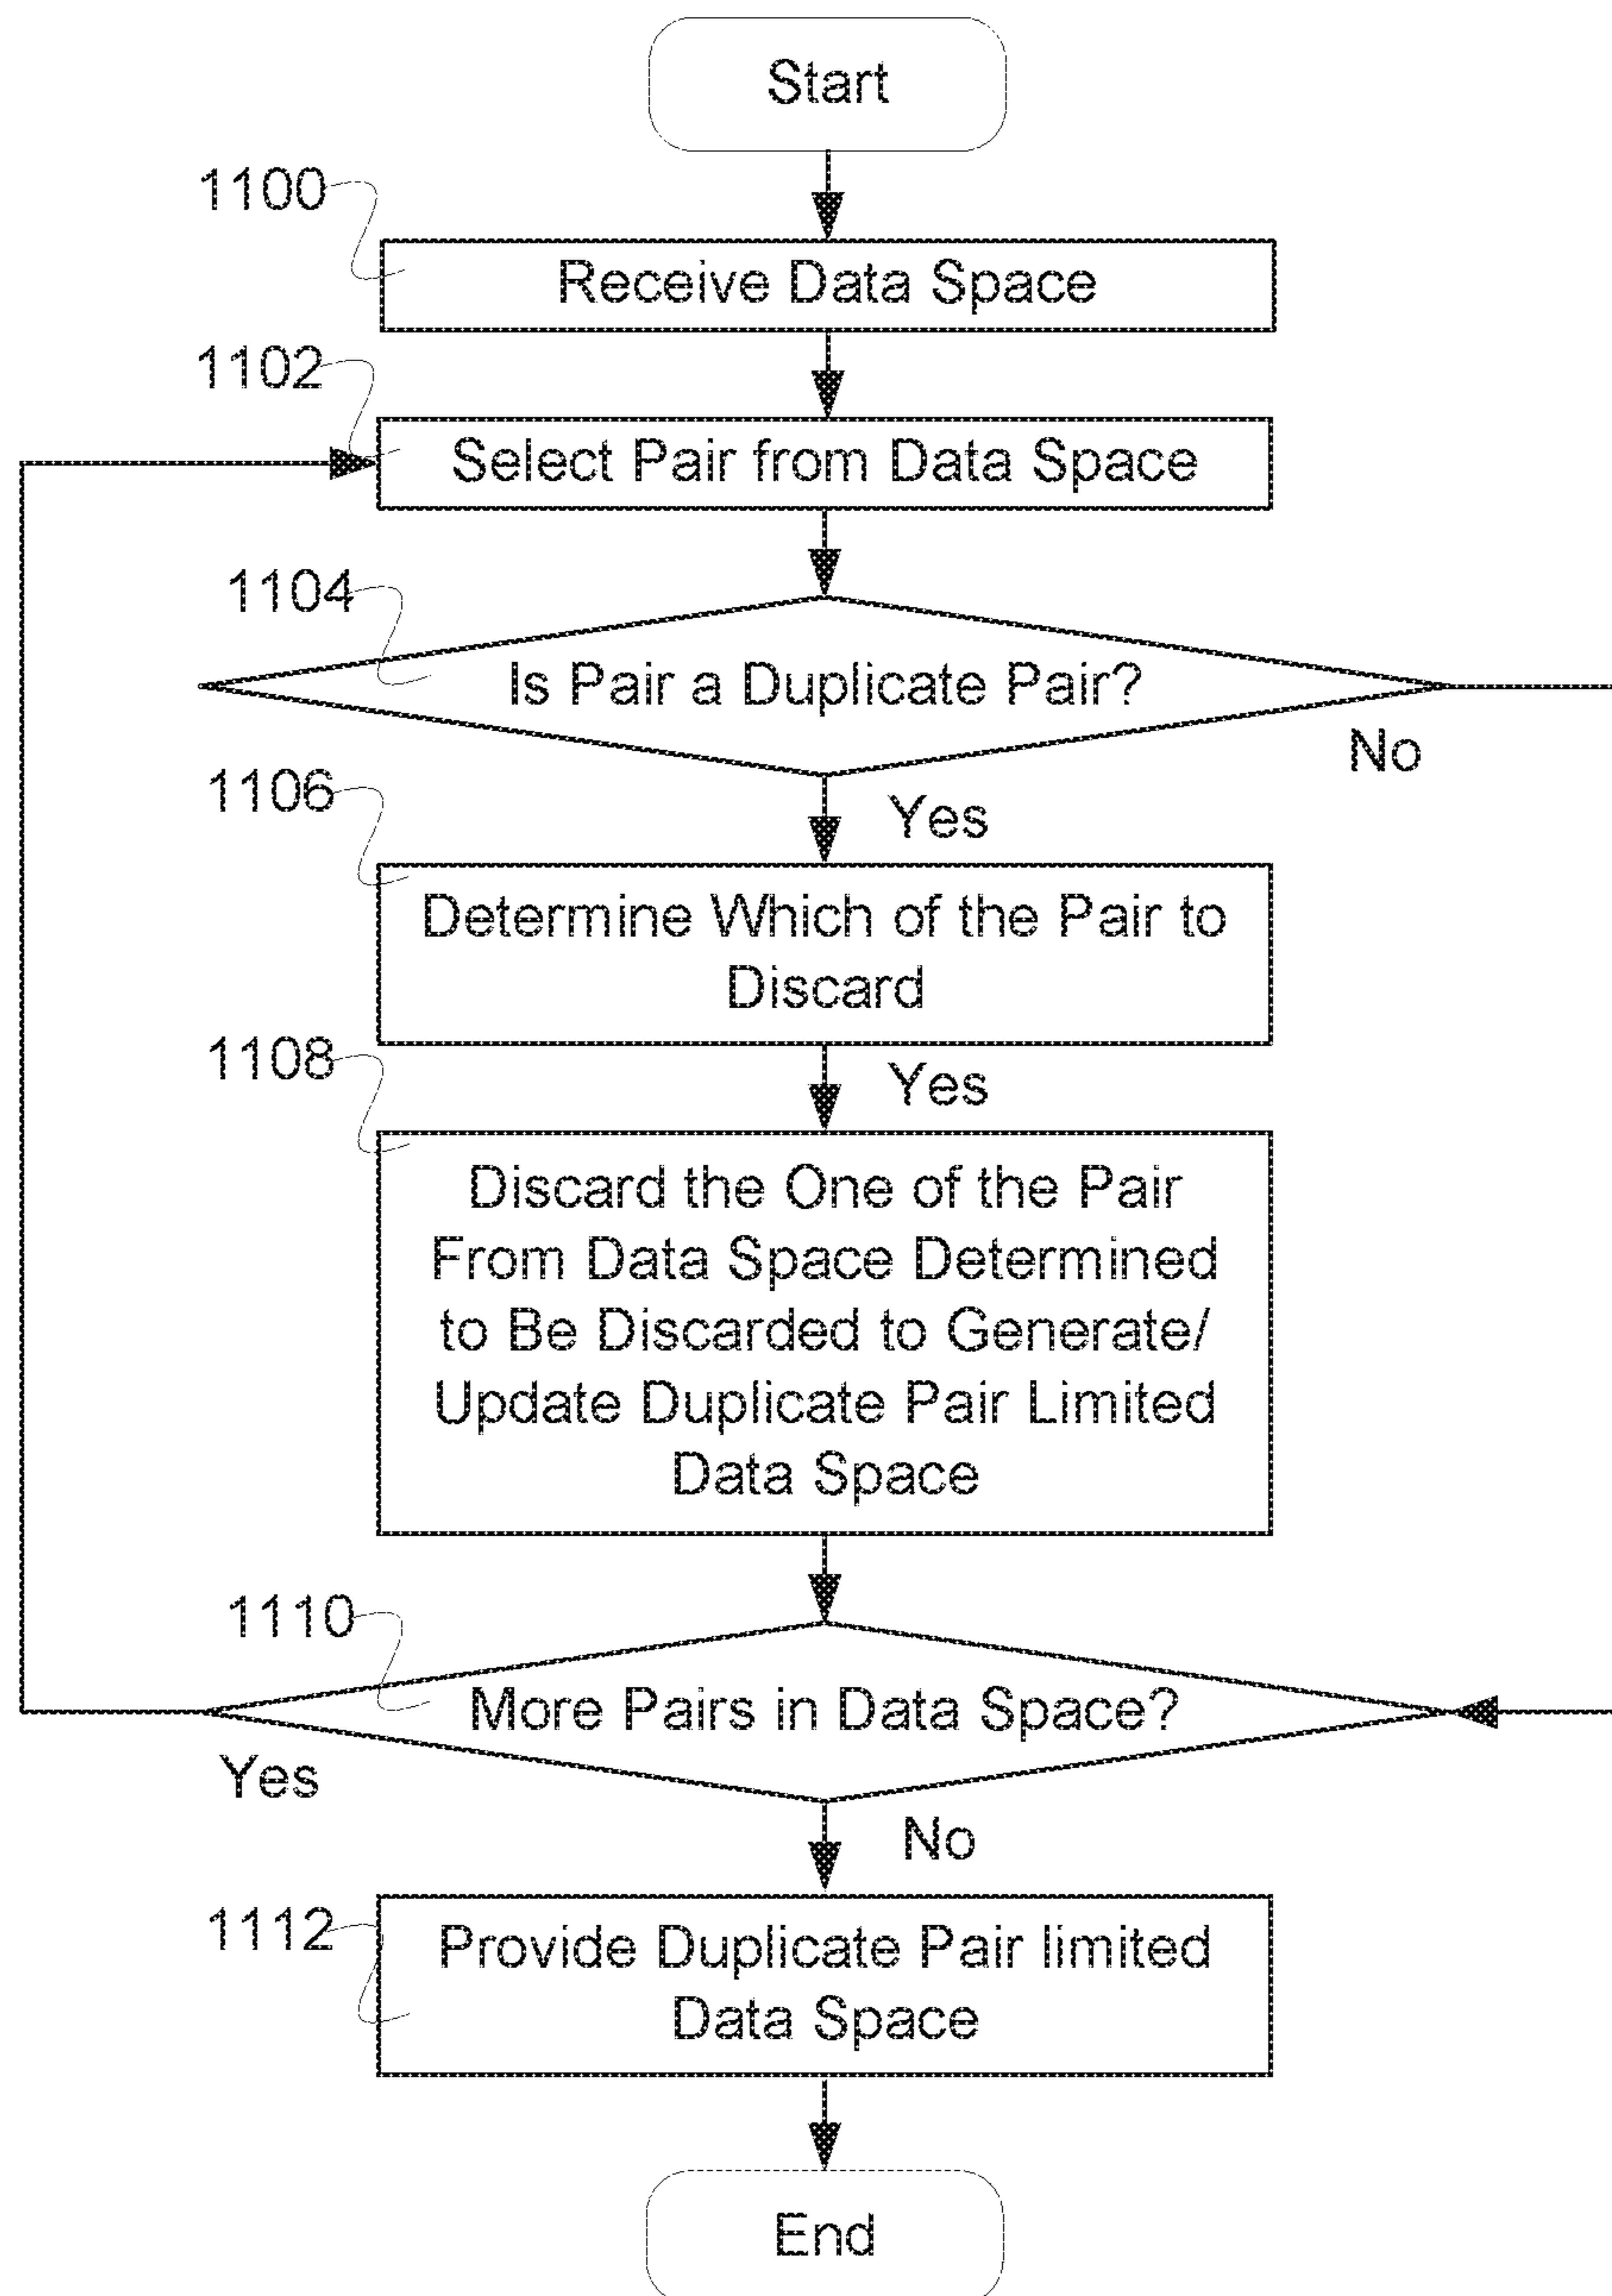 Start
1100
Receive Data Space
1102
Select Pair from Data Space
1104
Is Pair a Duplicate Pair?
No
1106
Yes
Determine Which of the Pair to
Discard
1108
Yes
Discard the One of the Pair
From Data Space Determined
to Be Discarded to Generate/
Update Duplicate Pair Limited
Data Space
1110
More Pairs in Data Space?
Yes
No
1112
Provide Duplicate Pair limited
Data Space
End